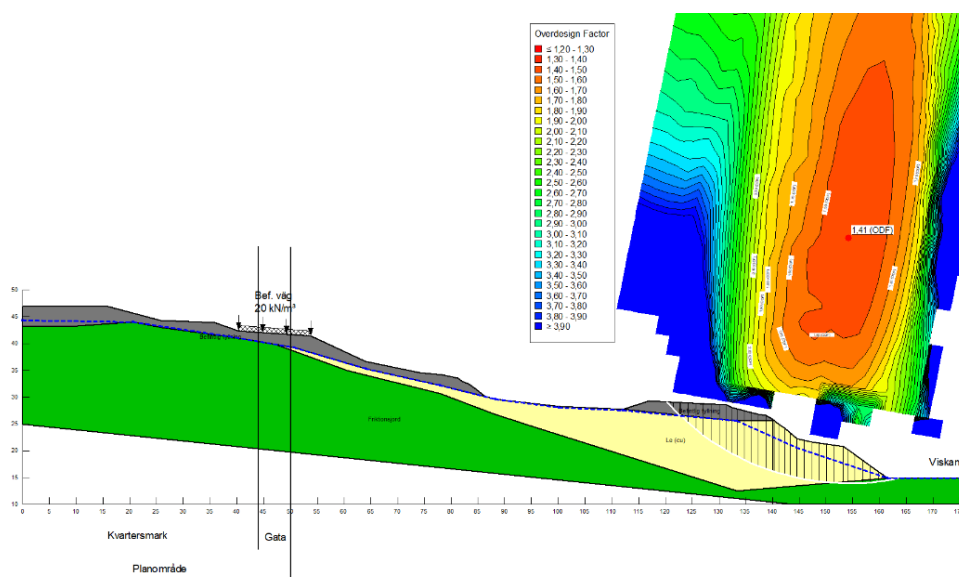 Overdesign Factor
≤ 1,20 - 1,30
1,30 - 1,40
1,40 - 1,50
1,50 - 1,60
1,60 - 1,70
1,70 - 1,80
1,80 - 1,90
1,90 - 2,00
2,00 - 2,10
2,10 - 2,20
2,20 - 2,30
2,30 - 2,40
2,40 - 2,50
2,50 - 2,60
2,60 - 2,70
2,70 - 2,80
2,80 - 2,90
2,90 - 3,00
3,00 - 3,10
3,10 - 3,20
3,20 - 3,30
3,30 - 3,40
3,40 - 3,50
3,50 - 3,60
3,60 - 3,70
3,70 - 3,80
3,80 - 3,90
≥ 3,90
1,41 (ODF)
Bef. väg
20 kN/m³
50
45
40
35
30
25
20
15
10
Befintlig fyllning
Friktionsjord
Befintlig fyllning
Le (cu)
Viskan
0 5 10 15 20 25 30 35 40 45 50 55 60 65 70 75 80 85 90 95 100 105 110 115 120 125 130 135 140 145 150 155 160 165 170 175
Kvartersmark
Gata
Planområde